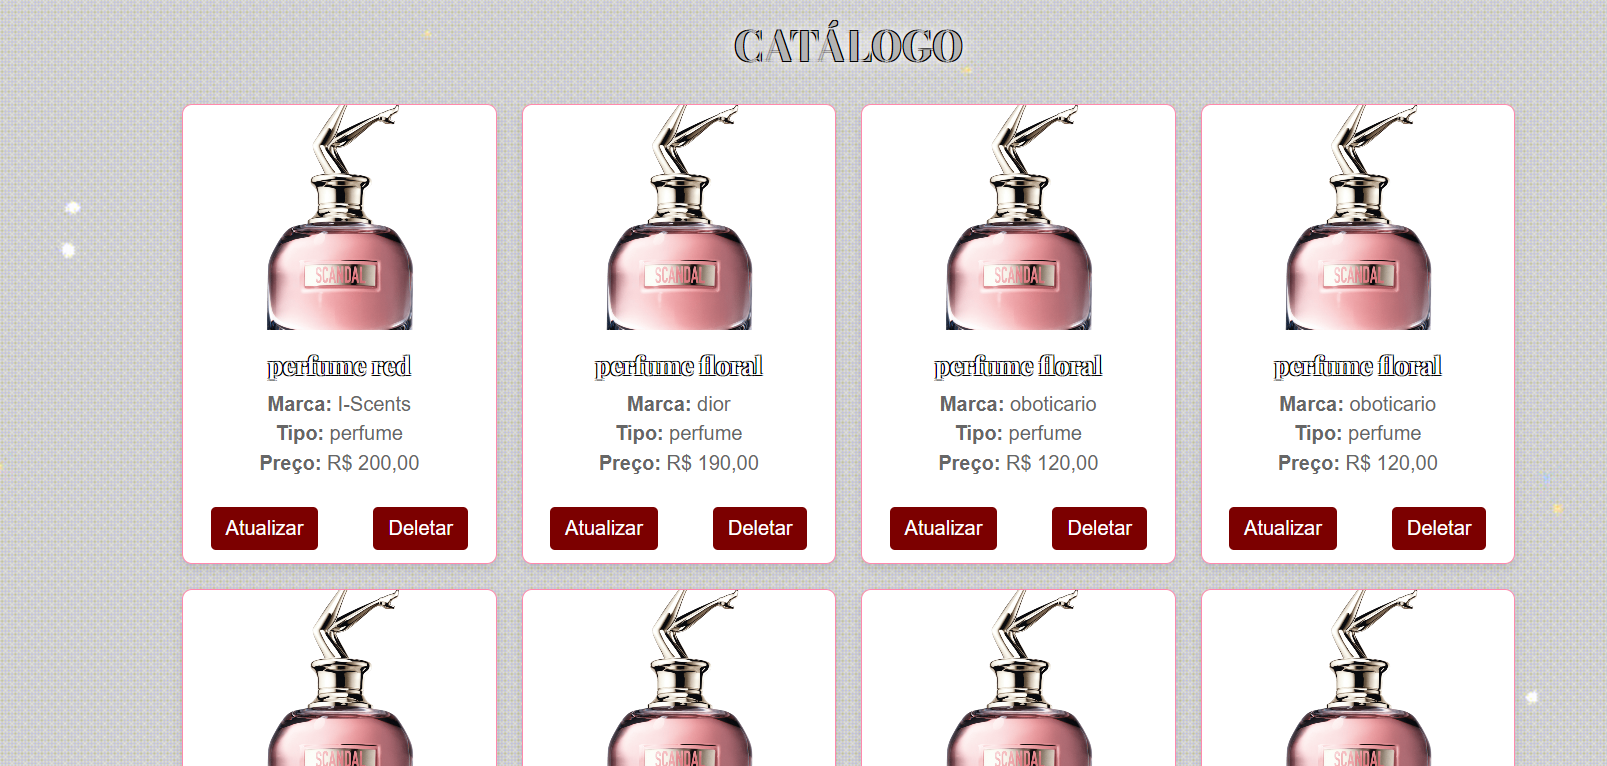 CATÁLOGO
SCANDAL
SCANDAL
SCANDAL
SCANDAL
perfume red
perfume floral
perfume floral
perfume floral
Marca: I-Scents
Marca: dior
Marca: oboticario
Marca: oboticario
Tipo: perfume
Tipo: perfume
Tipo: perfume
Tipo: perfume
Preço: R$ 200,00
Preço: R$ 190,00
Preço: R$ 120,00
Preço: R$ 120,00
Atualizar
Deletar
Atualizar
Deletar
Atualizar
Deletar
Atualizar
Deletar
SCANDAL
SCANDAL
SCANDAL
SCANDAL